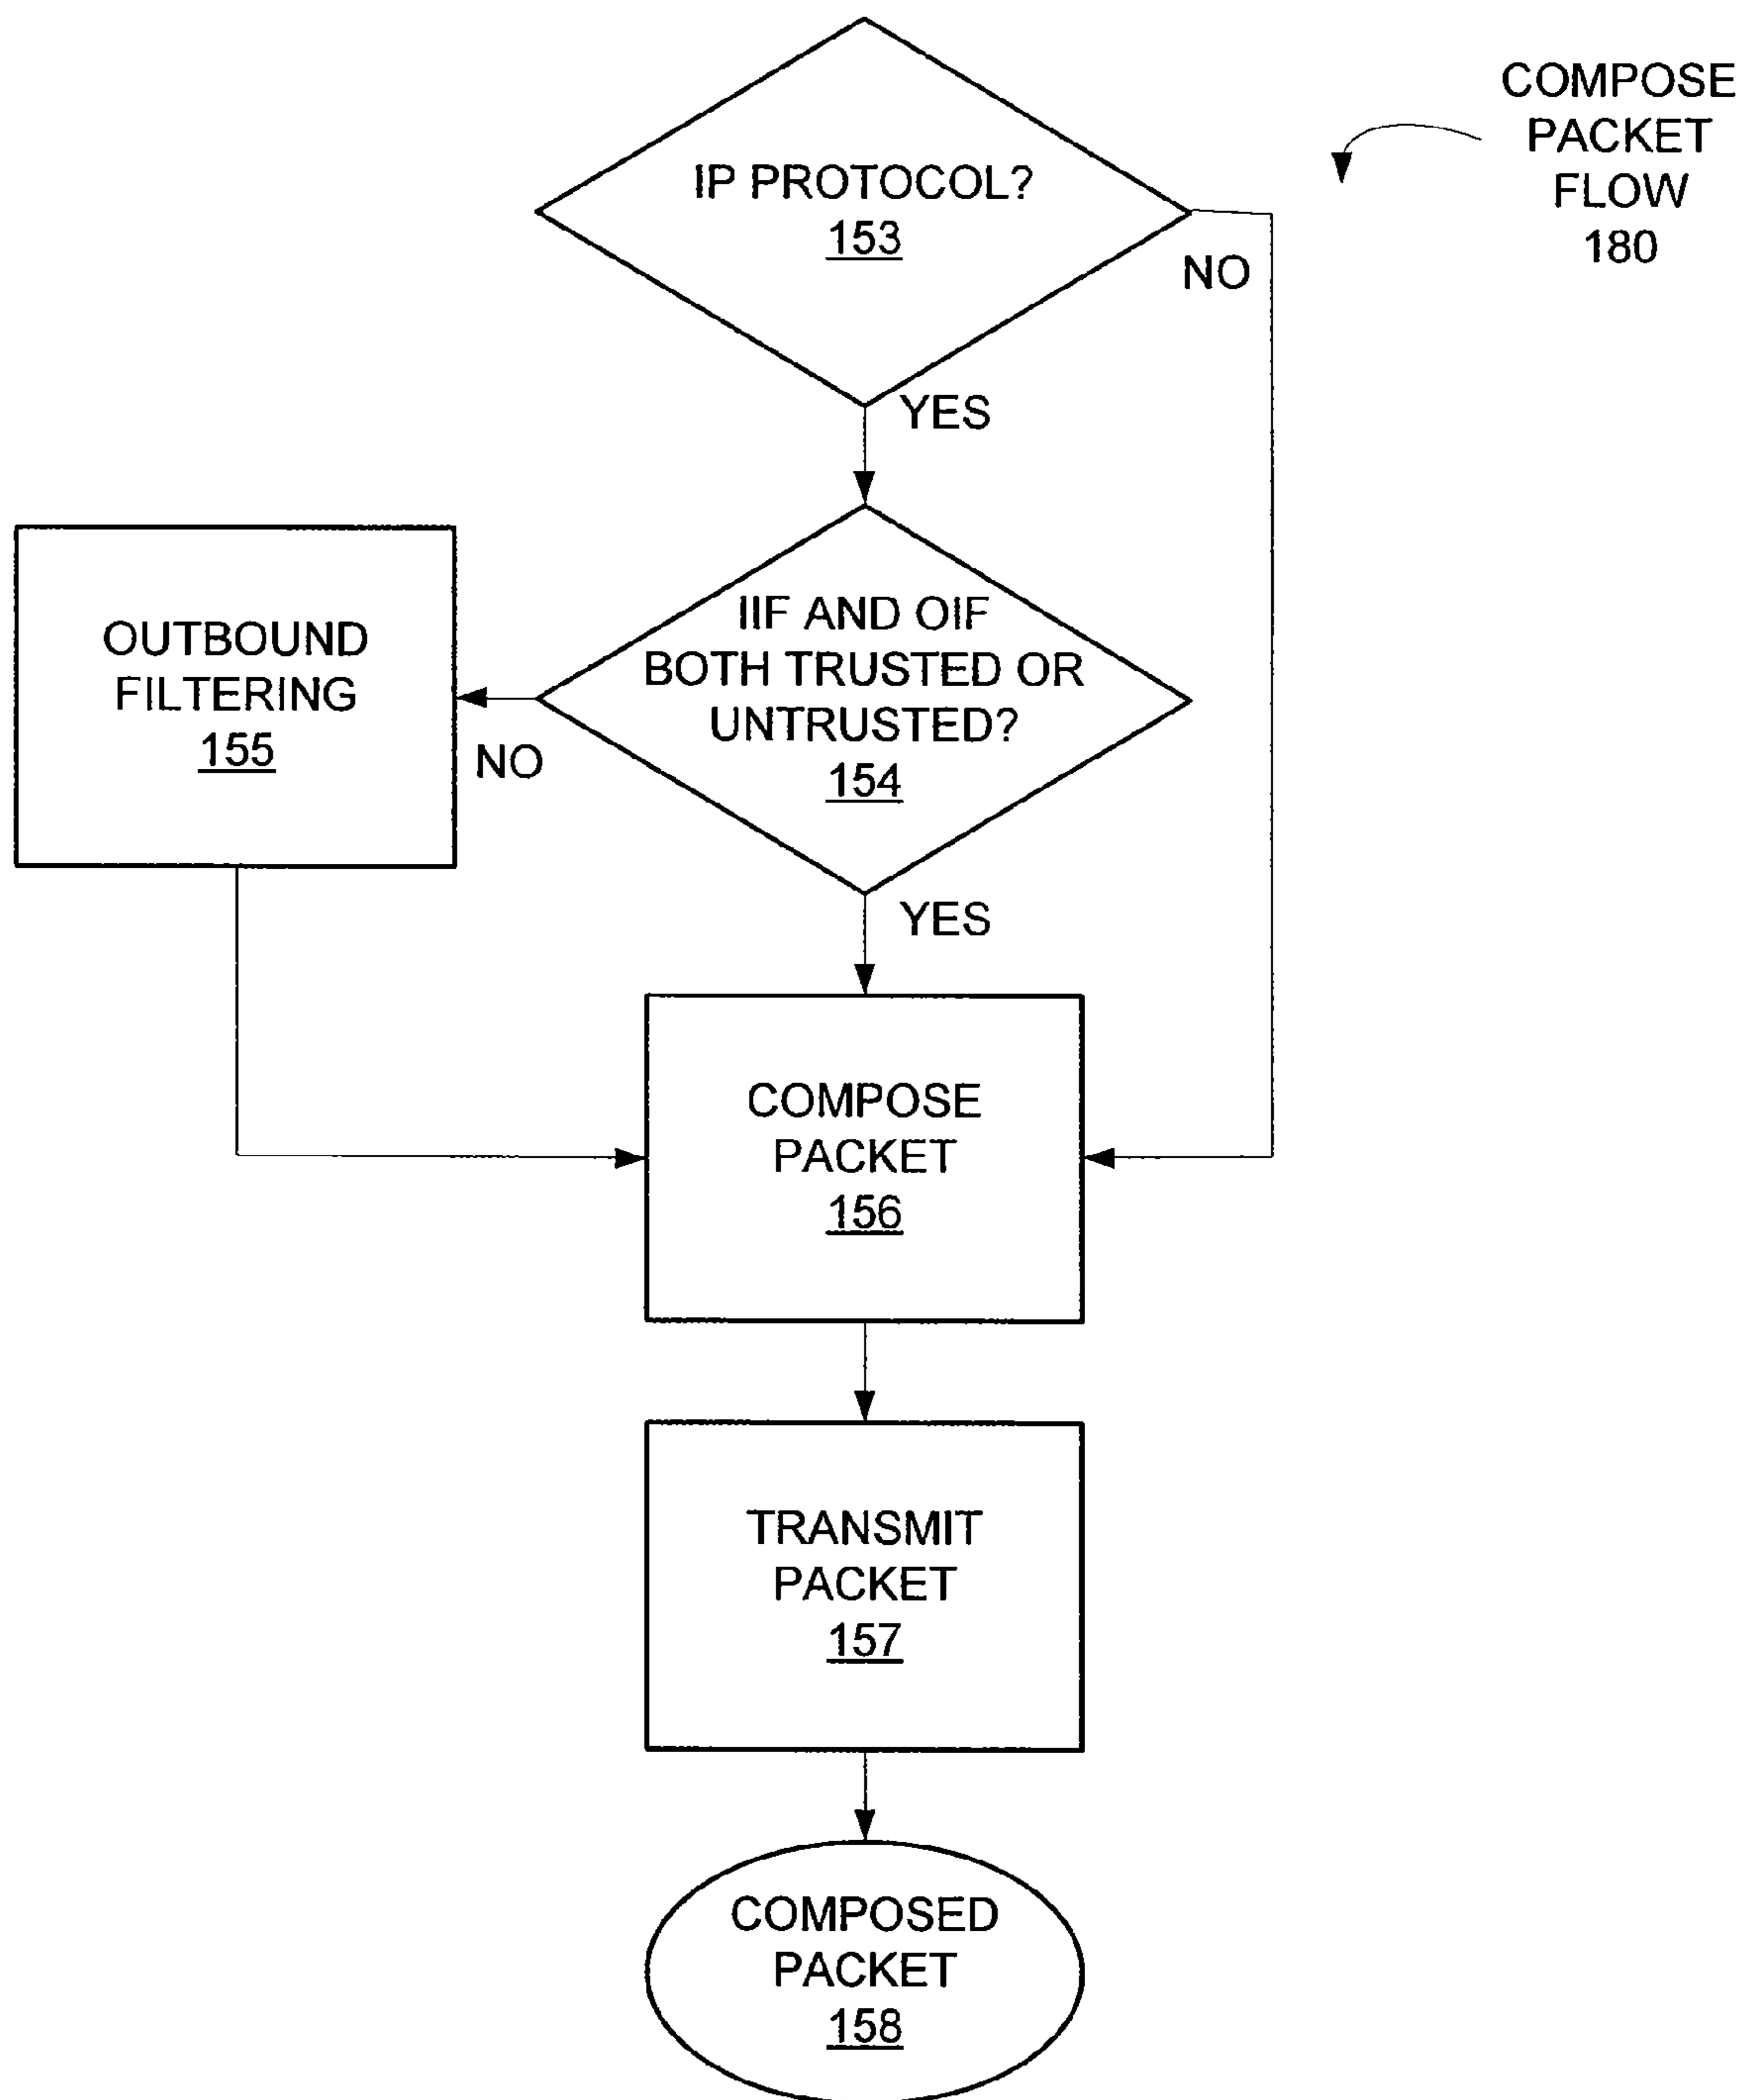 COMPOSE
PACKET
FLOW
180
IP PROTOCOL?
153
NO
YES
OUTBOUND
FILTERING
155
NO
IIF AND OIF
BOTH TRUSTED OR
UNTRUSTED?
154
YES
COMPOSE
PACKET
156
TRANSMIT
PACKET
157
COMPOSED
PACKET
158